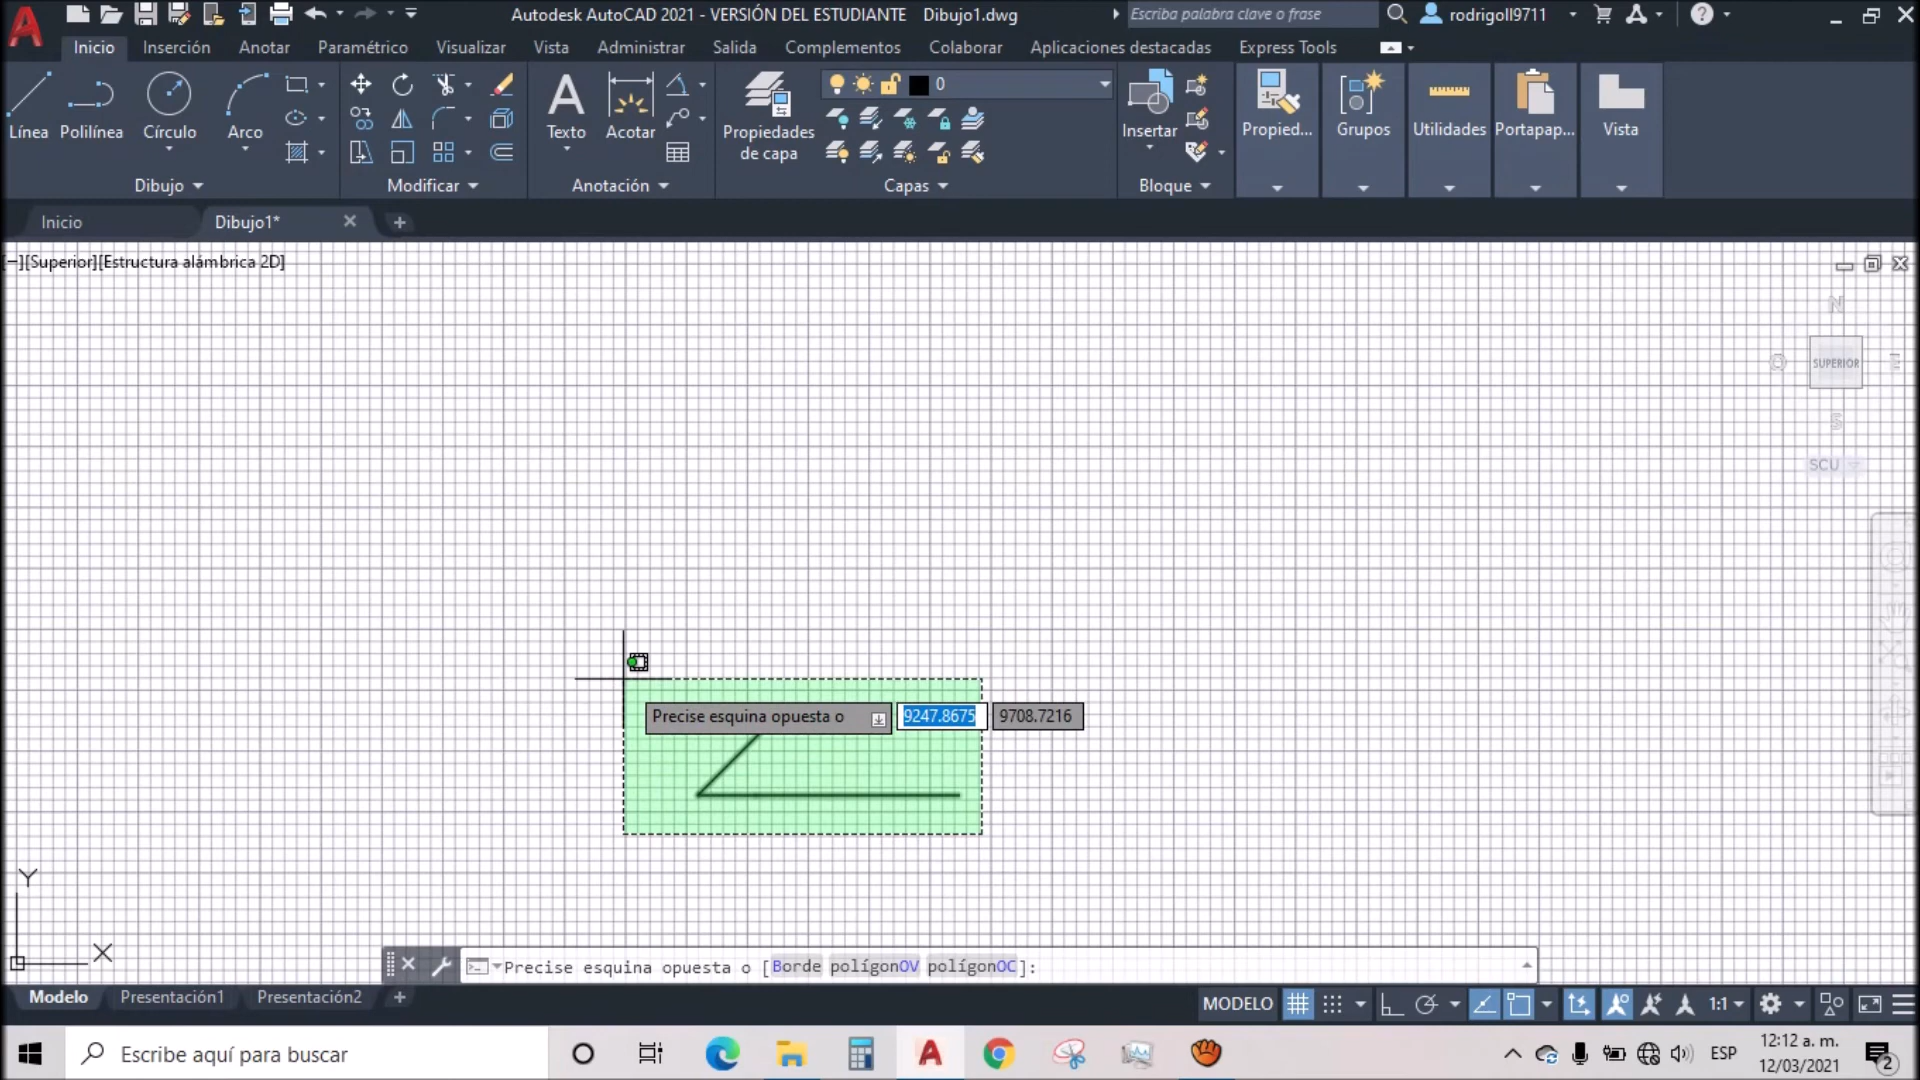 Autodesk AutoCAD 2021 - VERSIÓN DEL ESTUDIANTE Dibujo1.dwg
Escriba palabra clave o frase
rodrigoll9711
Inicio Inserción Anotar Paramétrico Visualizar Vista Administrar Salida Complementos Colaborar Aplicaciones destacadas Express Tools
0
Línea Polilínea Círculo Arco
Texto Acotar
Propiedades
de capa
Insertar
Propied... Grupos Utilidades Portapap... Vista
Dibujo Modificar Anotación Capas Bloque
Inicio Dibujo1*
[−][Superior][Estructura alámbrica 2D]
N
O SUPERIOR E
S
SCU
Precise esquina opuesta o 9247.8675 9708.7216
Y
X
Precise esquina opuesta o [Borde polígonOV polígonOC]:
Modelo Presentación1 Presentación2
MODELO 1:1
Escribe aquí para buscar
ESP
12:12 a. m.
12/03/2021
2